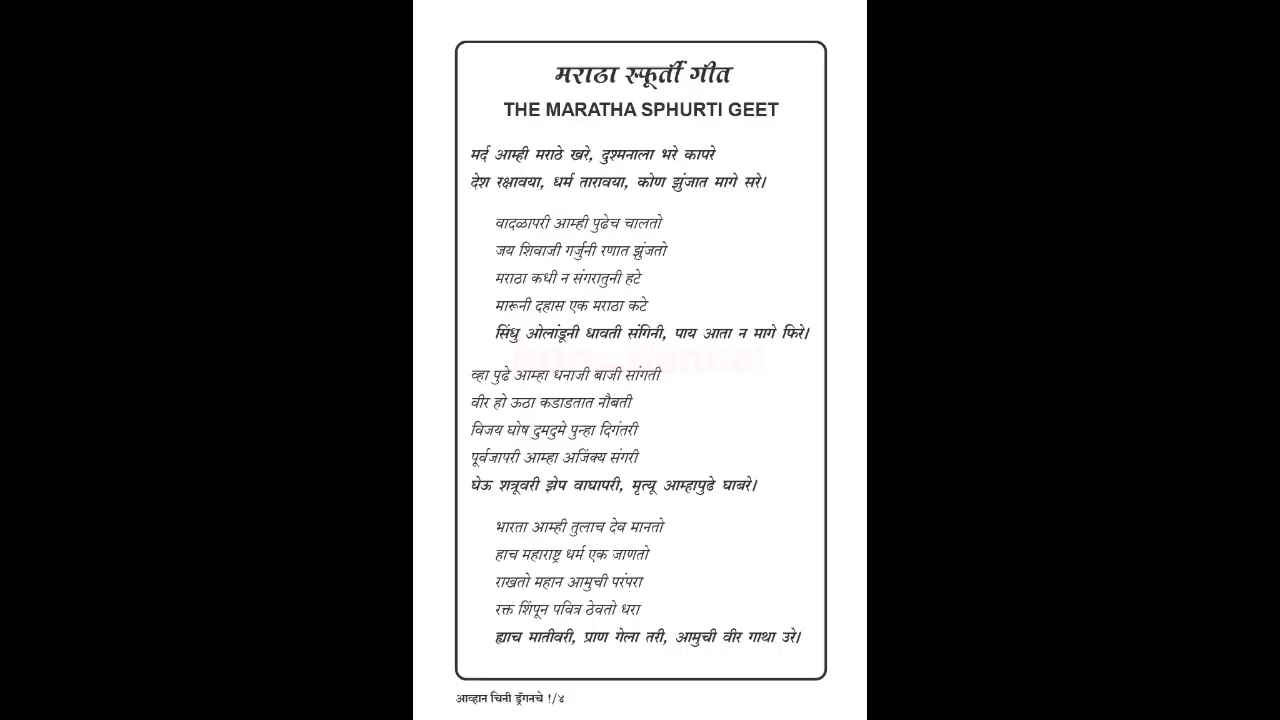 मराठा स्फूर्ती गीत
THE MARATHA SPHURTI GEET
मर्द आम्ही मराठे खरे, दुश्मनाला भरे कापरे
देश रक्षावया, धर्म तारावया, कोण झुंजात मागे सरे।
वादळापरी आम्ही पुढेच चालतो
जय शिवाजी गर्जुनी रणात झुंजतो
मराठा कधी न संगरातुनी हटे
मारूनी दहास एक मराठा कटे
सिंधु ओलांडूनी धावती संगिनी, पाय आता न मागे फिरे।
व्हा पुढे आम्हा धनाजी बाजी सांगती
वीर हो ऊठा कडाडतात नौबती
विजय घोष दुमदुमे पुन्हा दिगंतरी
पूर्वजापरी आम्हा अजिंक्य संगरी
घेऊ शत्रूवरी झेप वाघापरी, मृत्यू आम्हापुढे घाबरे।
भारता आम्ही तुलाच देव मानतो
हाच महाराष्ट्र धर्म एक जाणतो
राखतो महान आमुची परंपरा
रक्त शिंपून पवित्र ठेवतो धरा
ह्याच मातीवरी, प्राण गेला तरी, आमुची वीर गाथा उरे।
आव्हान चिनी ड्रॅगनचे !/४